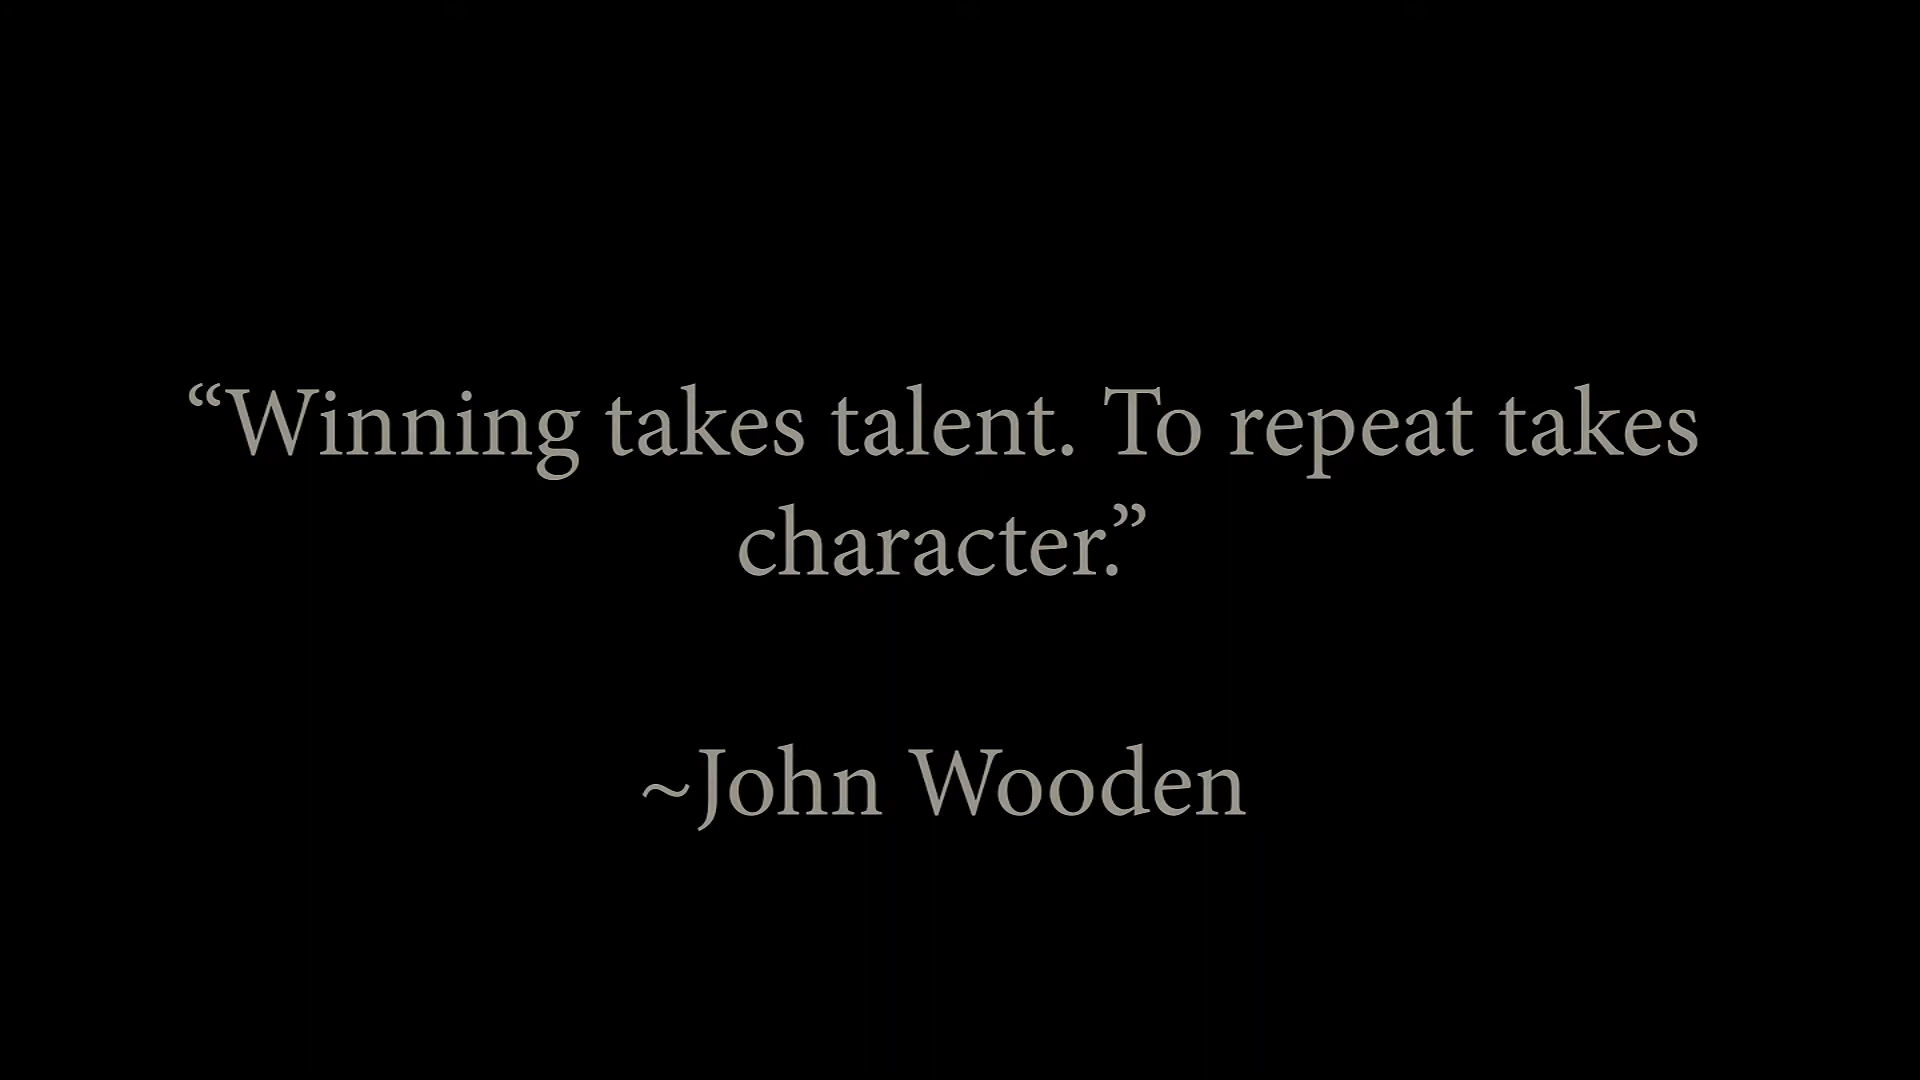 “Winning takes talent. To repeat takes
character.”
~John Wooden